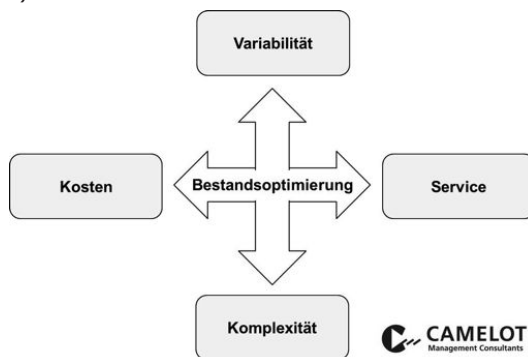 Variabilität
Kosten
Bestandsoptimierung
Service
Komplexität
CAMELOT
Management Consultants